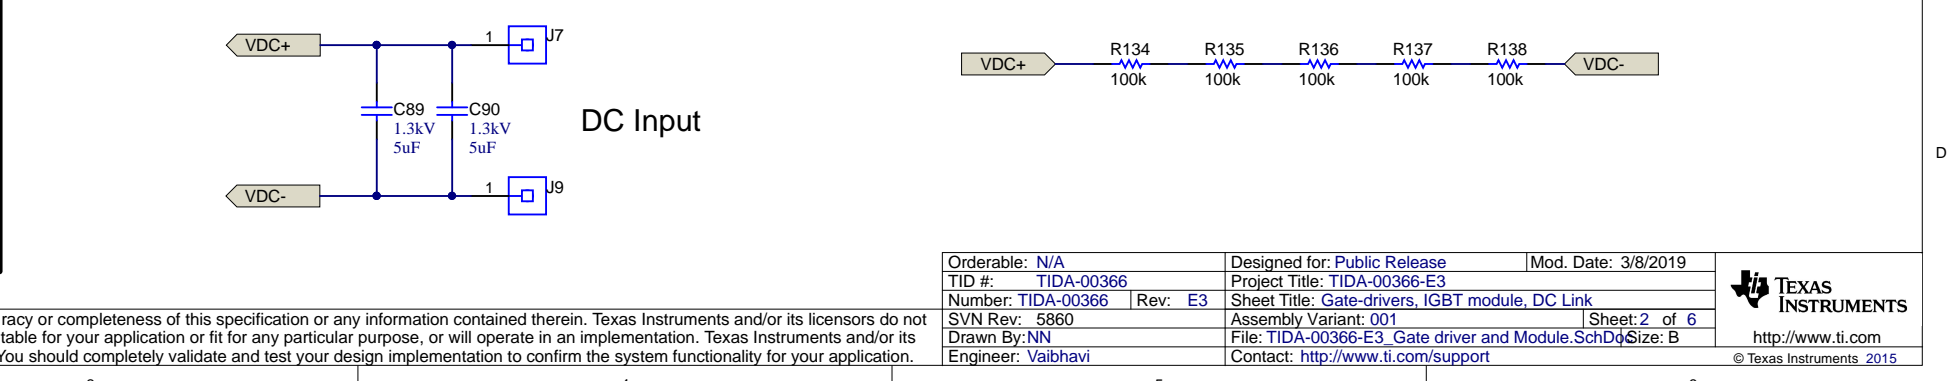 VDC+
1
J7
C89
1.3kV
5uF
C90
1.3kV
5uF
DC Input
VDC-
1
J9
VDC+
R134
100k
R135
100k
R136
100k
R137
100k
R138
100k
VDC-
D
Orderable: N/A
Designed for: Public Release
Mod. Date: 3/8/2019
TID #: TIDA-00366
Project Title: TIDA-00366-E3
Number: TIDA-00366
Rev: E3
Sheet Title: Gate-drivers, IGBT module, DC Link
SVN Rev: 5860
Assembly Variant: 001
Sheet: 2 of 6
Drawn By: NN
File: TIDA-00366-E3_Gate driver and Module.SchDoc
Size: B
Engineer: Vaibhavi
Contact: http://www.ti.com/support
TEXAS
INSTRUMENTS
http://www.ti.com
© Texas Instruments 2015
racy or completeness of this specification or any information contained therein. Texas Instruments and/or its licensors do not
table for your application or fit for any particular purpose, or will operate in an implementation. Texas Instruments and/or its
You should completely validate and test your design implementation to confirm the system functionality for your application.